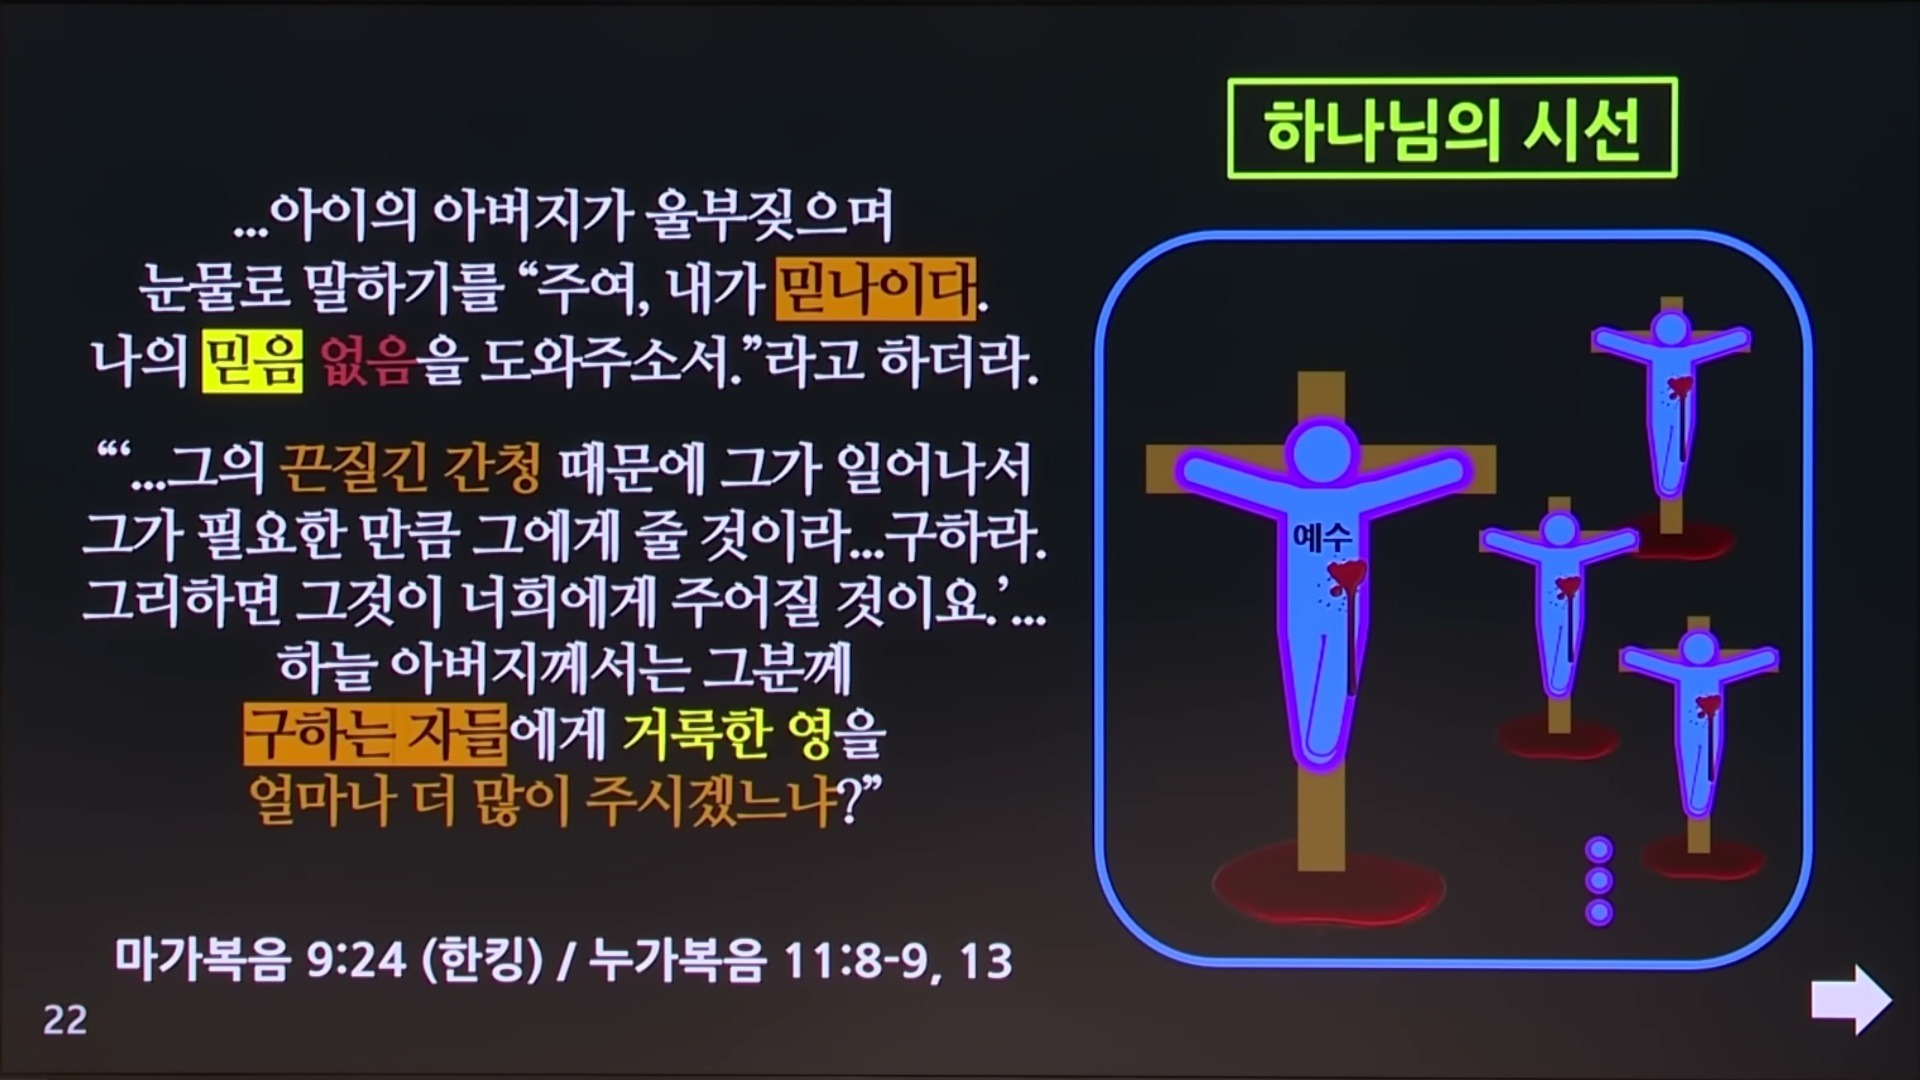 하나님의 시선
...아이의 아버지가 울부짖으며
눈물로 말하기를 “주여, 내가 믿나이다.
나의 믿음 없음을 도와주소서.”라고 하더라.
“‘...그의 끈질긴 간청 때문에 그가 일어나서
그가 필요한 만큼 그에게 줄 것이라...구하라.
그리하면 그것이 너희에게 주어질 것이요.’...
하늘 아버지께서는 그분께
구하는 자들에게 거룩한 영을
얼마나 더 많이 주시겠느냐?”
마가복음 9:24 (한킹) / 누가복음 11:8-9, 13
예수
22